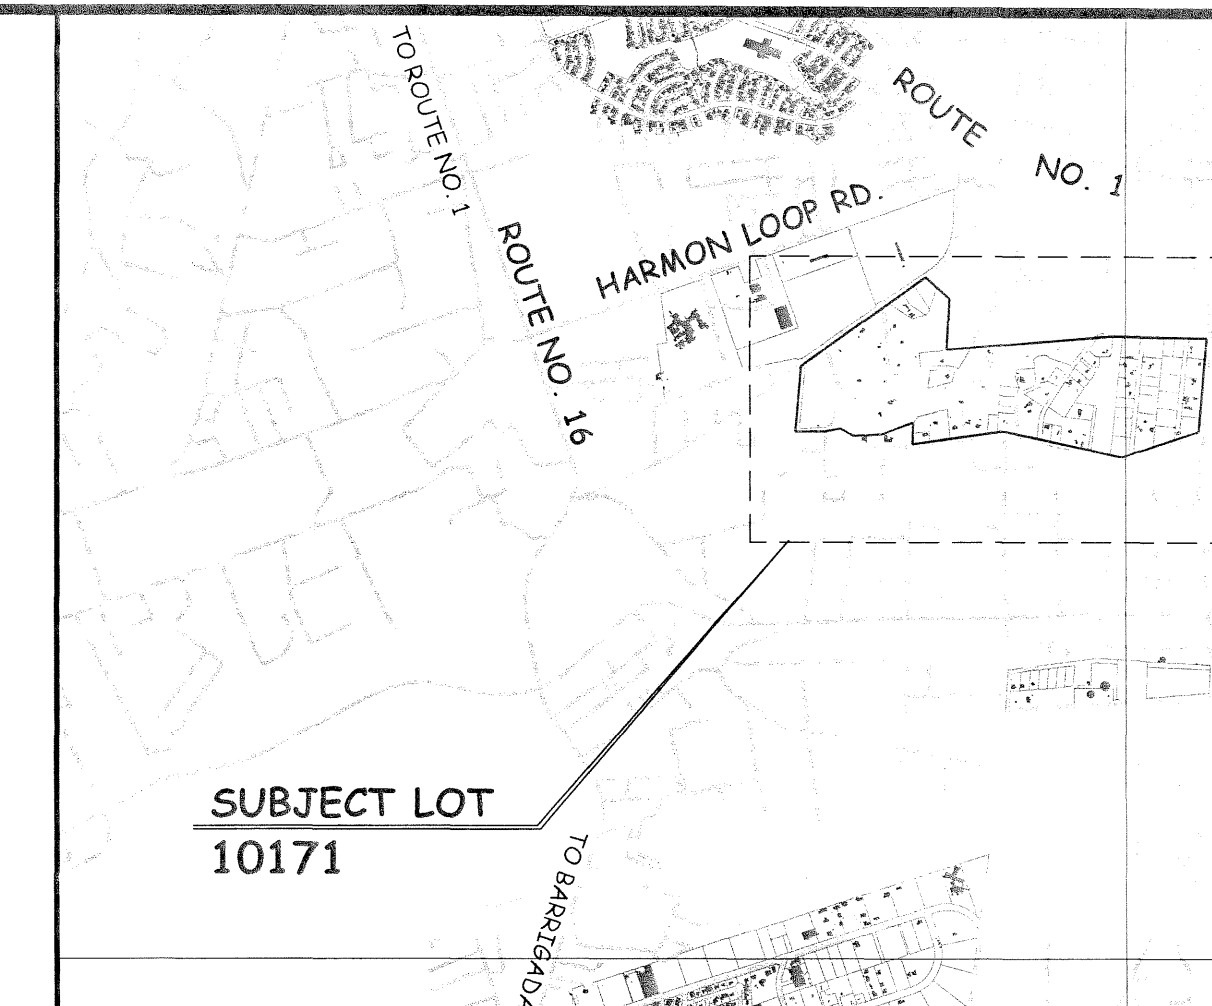 TO ROUTE NO. 1
ROUTE NO. 1
HARMON LOOP RD.
ROUTE NO. 16
SUBJECT LOT
10171
TO BARRIGADA